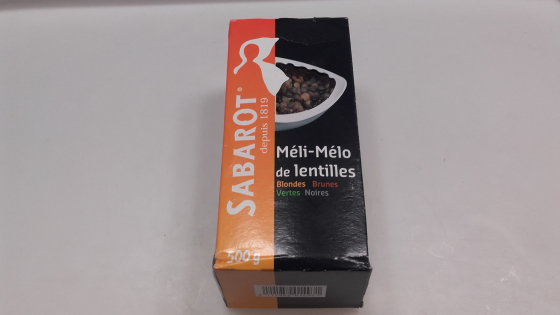 SABAROT®
depuis 1819
Méli-Mélo
de lentilles
Blondes Brunes
Vertes Noires
500 g